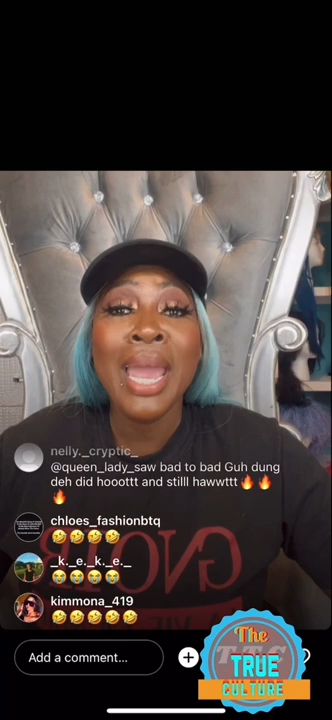 nelly._cryptic_
@queen_lady_saw bad to bad Guh dung
deh did hooottt and stilll hawwttt🔥🔥
🔥
chloes_fashionbtq
🤣🤣🤣🤣
_k._e._k._e._
😭😭😭😭
kimmona_419
🤣🤣🤣🤣🤣
Add a comment...
The
TRUE
CULTURE